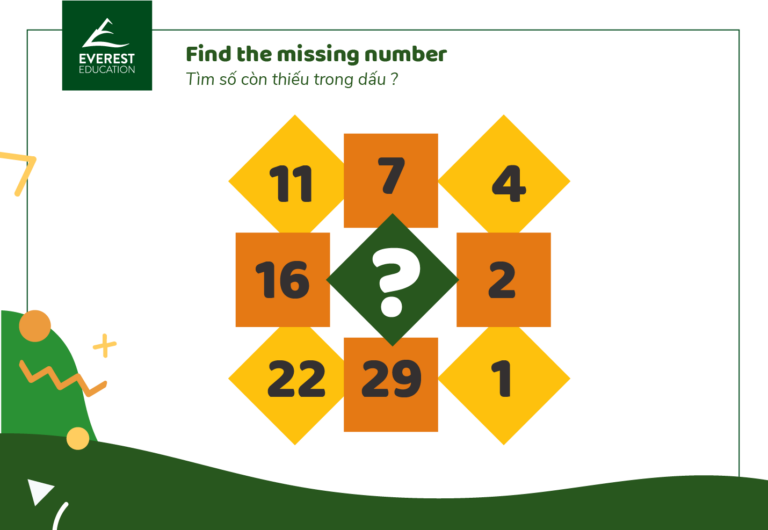 EVEREST
EDUCATION
Find the missing number
Tìm số còn thiếu trong dấu ?
11 7 4
16 ? 2
22 29 1